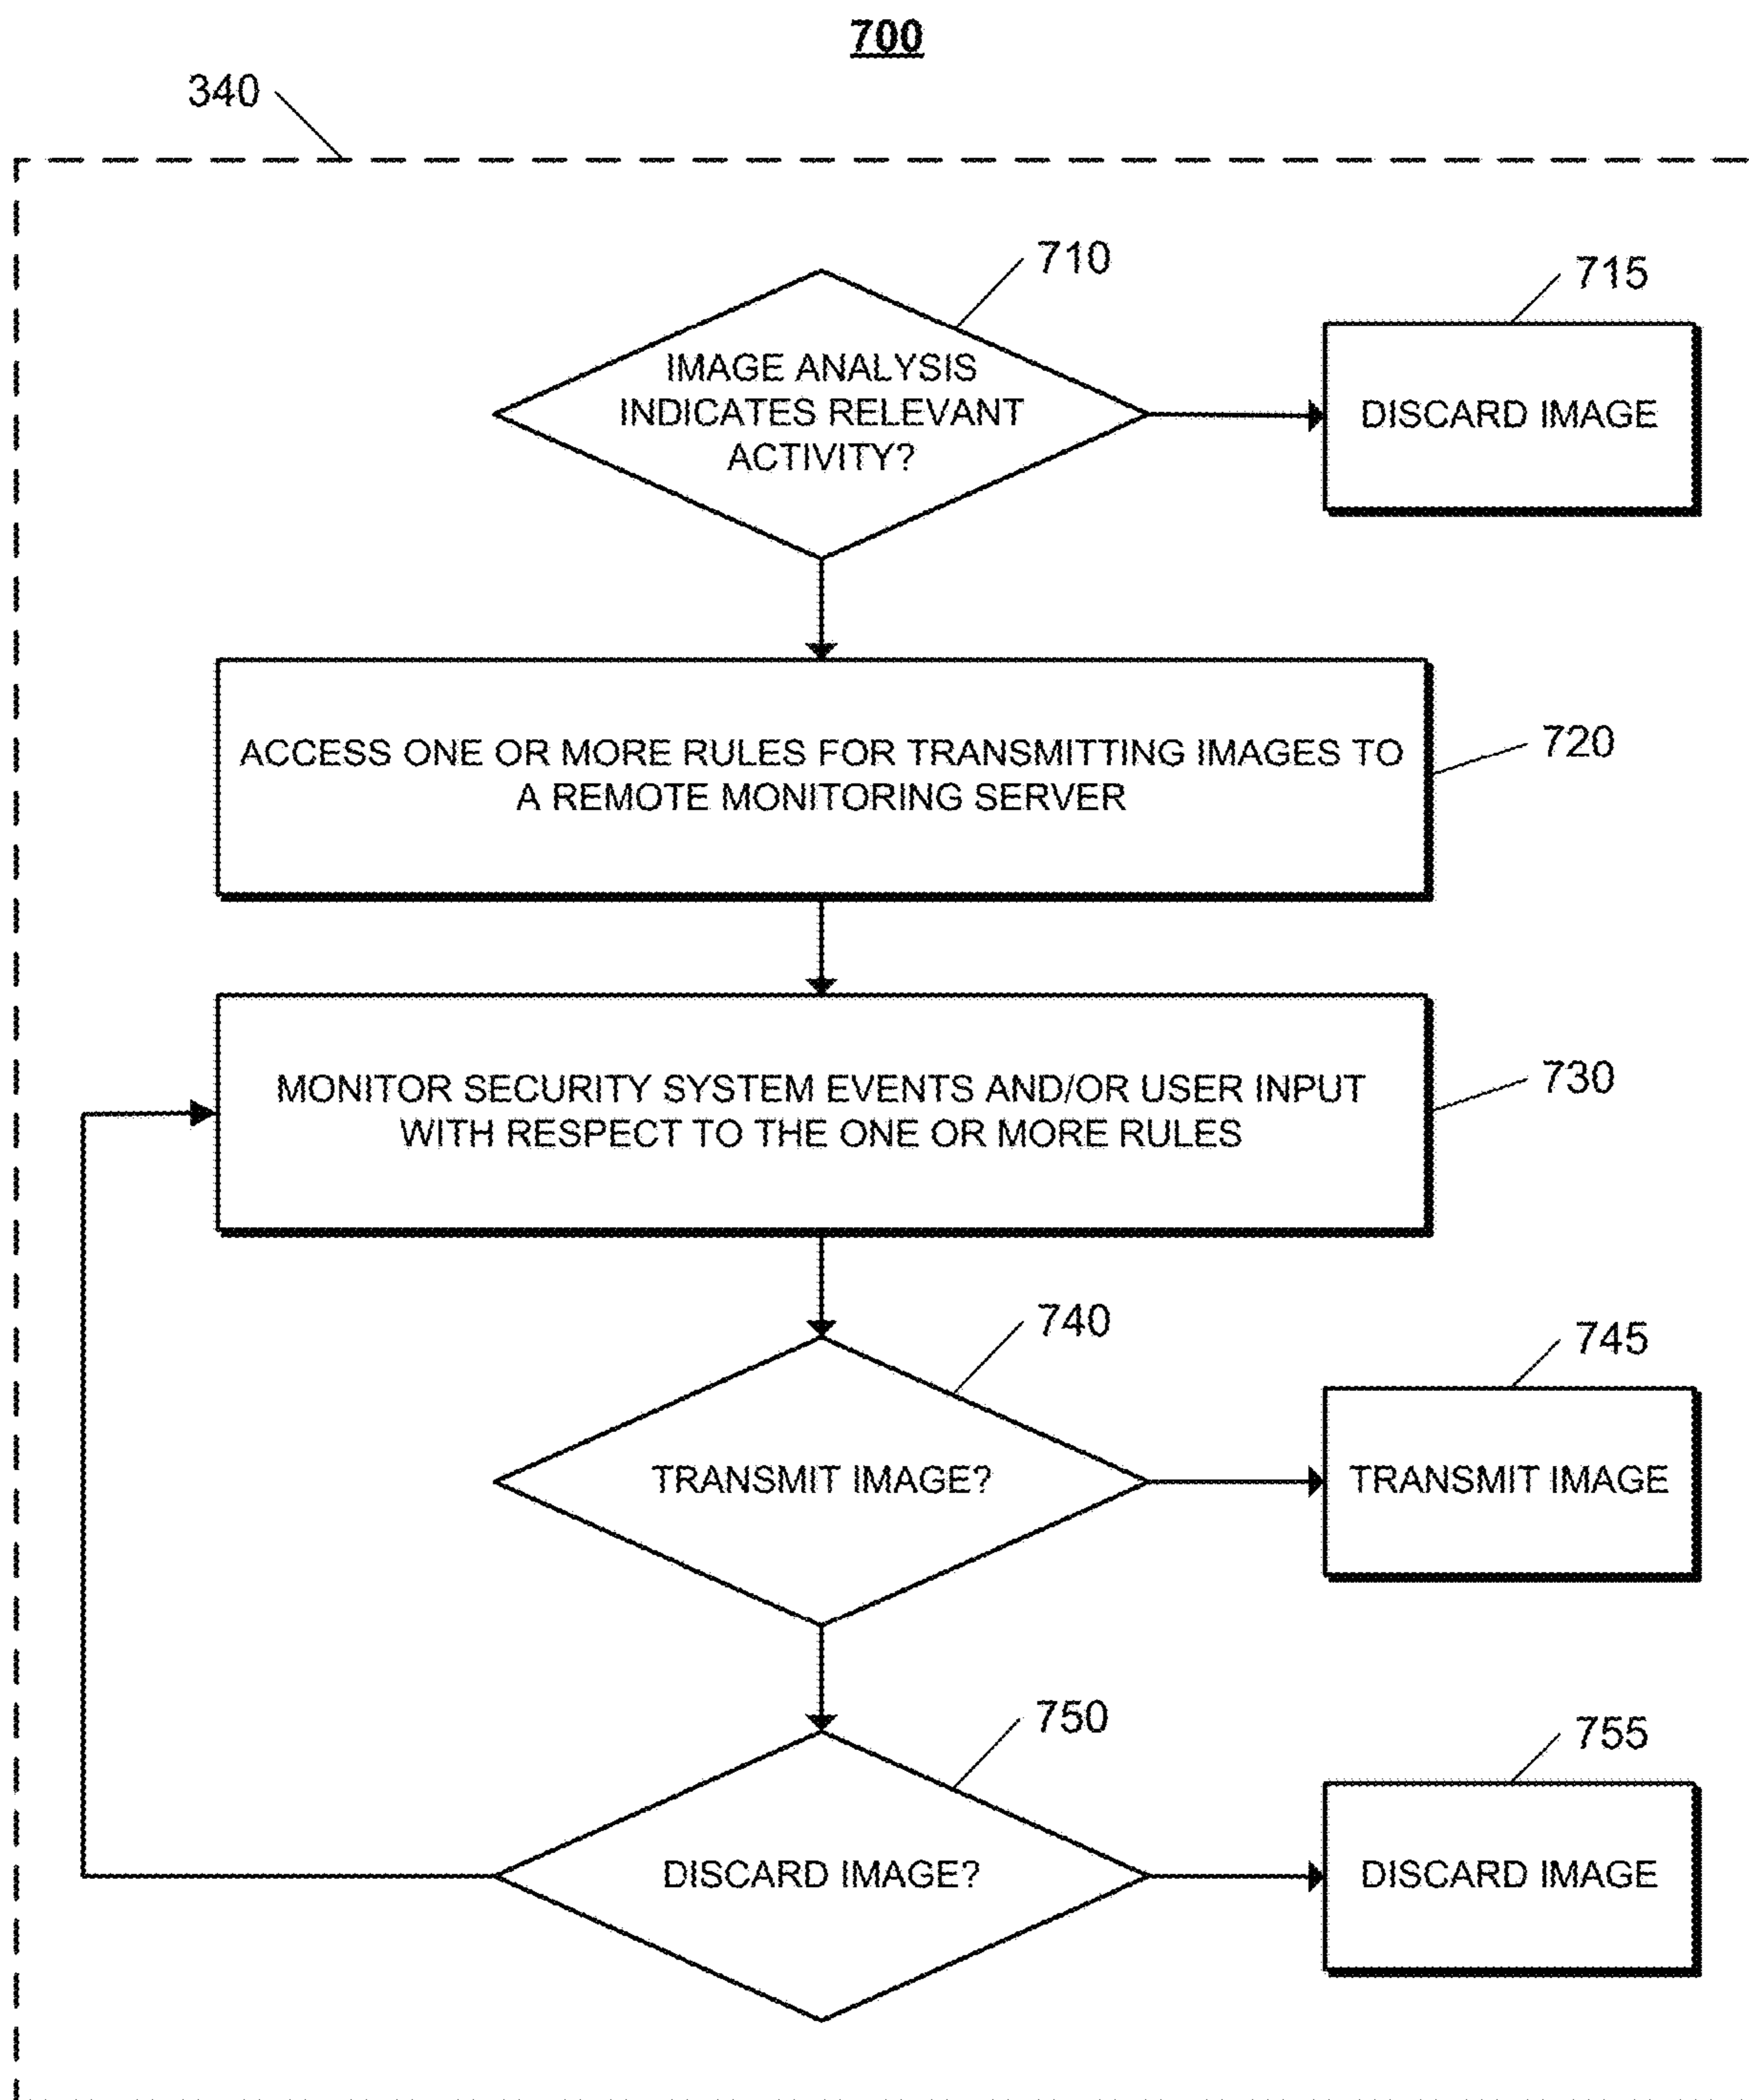 700
340
710
715
IMAGE ANALYSIS
INDICATES RELEVANT
ACTIVITY?
DISCARD IMAGE
720
ACCESS ONE OR MORE RULES FOR TRANSMITTING IMAGES TO
A REMOTE MONITORING SERVER
730
MONITOR SECURITY SYSTEM EVENTS AND/OR USER INPUT
WITH RESPECT TO THE ONE OR MORE RULES
740
745
TRANSMIT IMAGE?
TRANSMIT IMAGE
750
755
DISCARD IMAGE?
DISCARD IMAGE